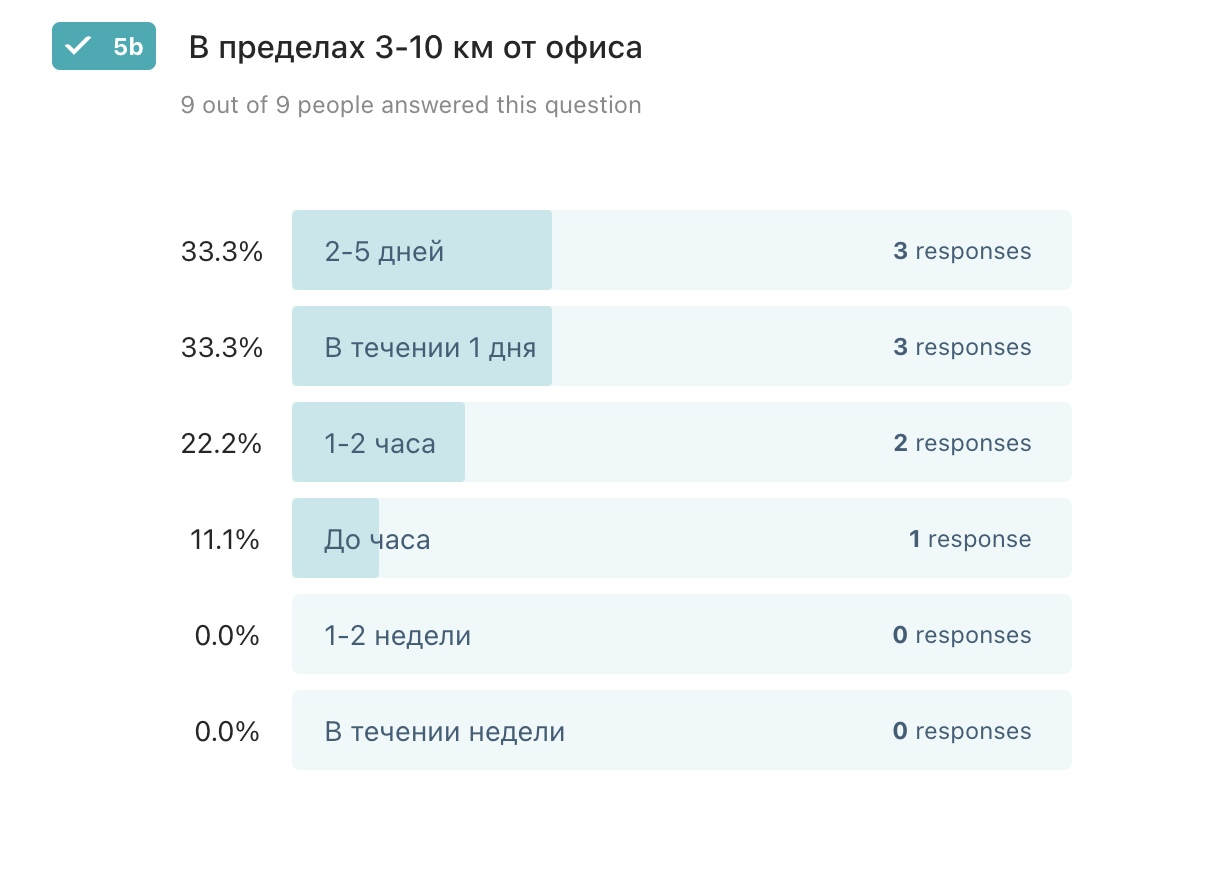 5b В пределах 3-10 км от офиса
9 out of 9 people answered this question
33.3% 2-5 дней 3 responses
33.3% В течении 1 дня 3 responses
22.2% 1-2 часа 2 responses
11.1% До часа 1 response
0.0% 1-2 недели 0 responses
0.0% В течении недели 0 responses